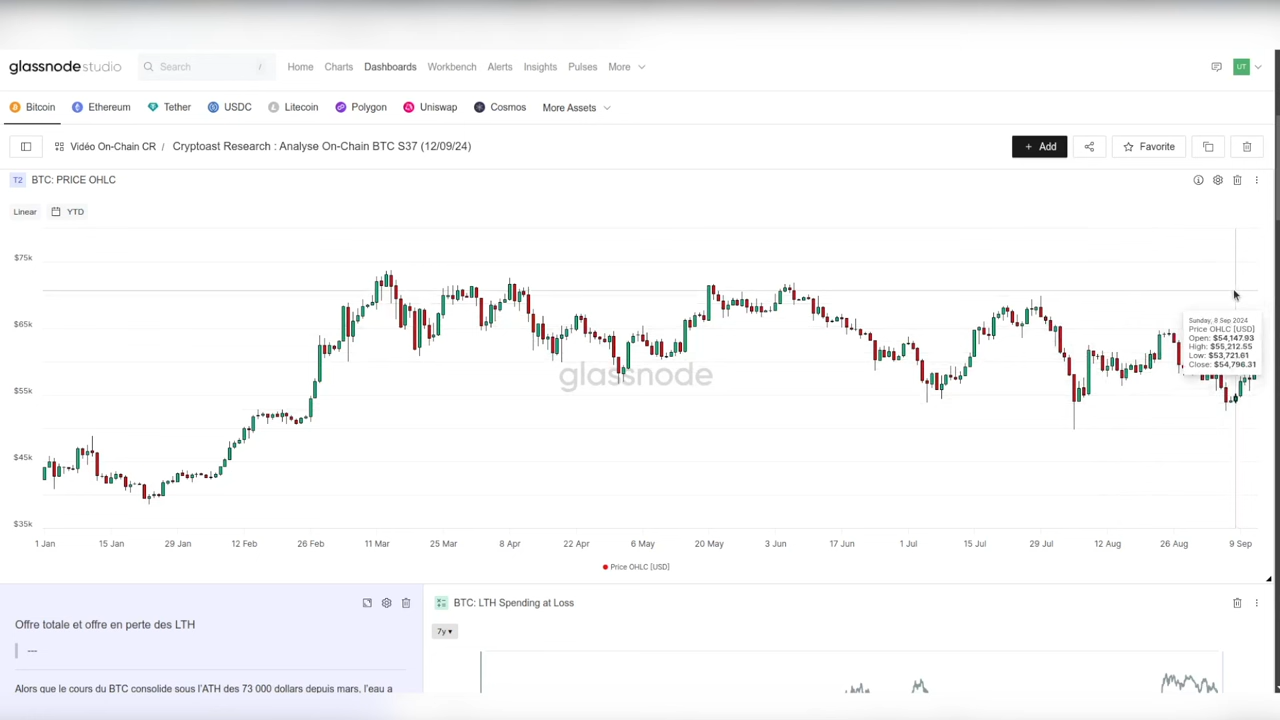 glassnodestudio Search / Home Charts Dashboards Workbench Alerts Insights Pulses More UT
Bitcoin Ethereum Tether USDC Litecoin Polygon Uniswap Cosmos More Assets
Vidéo On-Chain CR / Cryptoast Research : Analyse On-Chain BTC S37 (12/09/24) + Add Favorite
T2 BTC: PRICE OHLC
Linear YTD
$75k
$65k
$55k
$45k
$35k
glassnode
Sunday, 8 Sep 2024
Price OHLC [USD]
Open: $54,147.93
High: $55,212.55
Low: $53,721.61
Close: $54,796.31
1 Jan 15 Jan 29 Jan 12 Feb 26 Feb 11 Mar 25 Mar 8 Apr 22 Apr 6 May 20 May 3 Jun 17 Jun 1 Jul 15 Jul 29 Jul 12 Aug 26 Aug 9 Sep
Price OHLC [USD]
Offre totale et offre en perte des LTH
---
Alors que le cours du BTC consolide sous l'ATH des 73 000 dollars depuis mars, l'eau a
BTC: LTH Spending at Loss
7y ▾